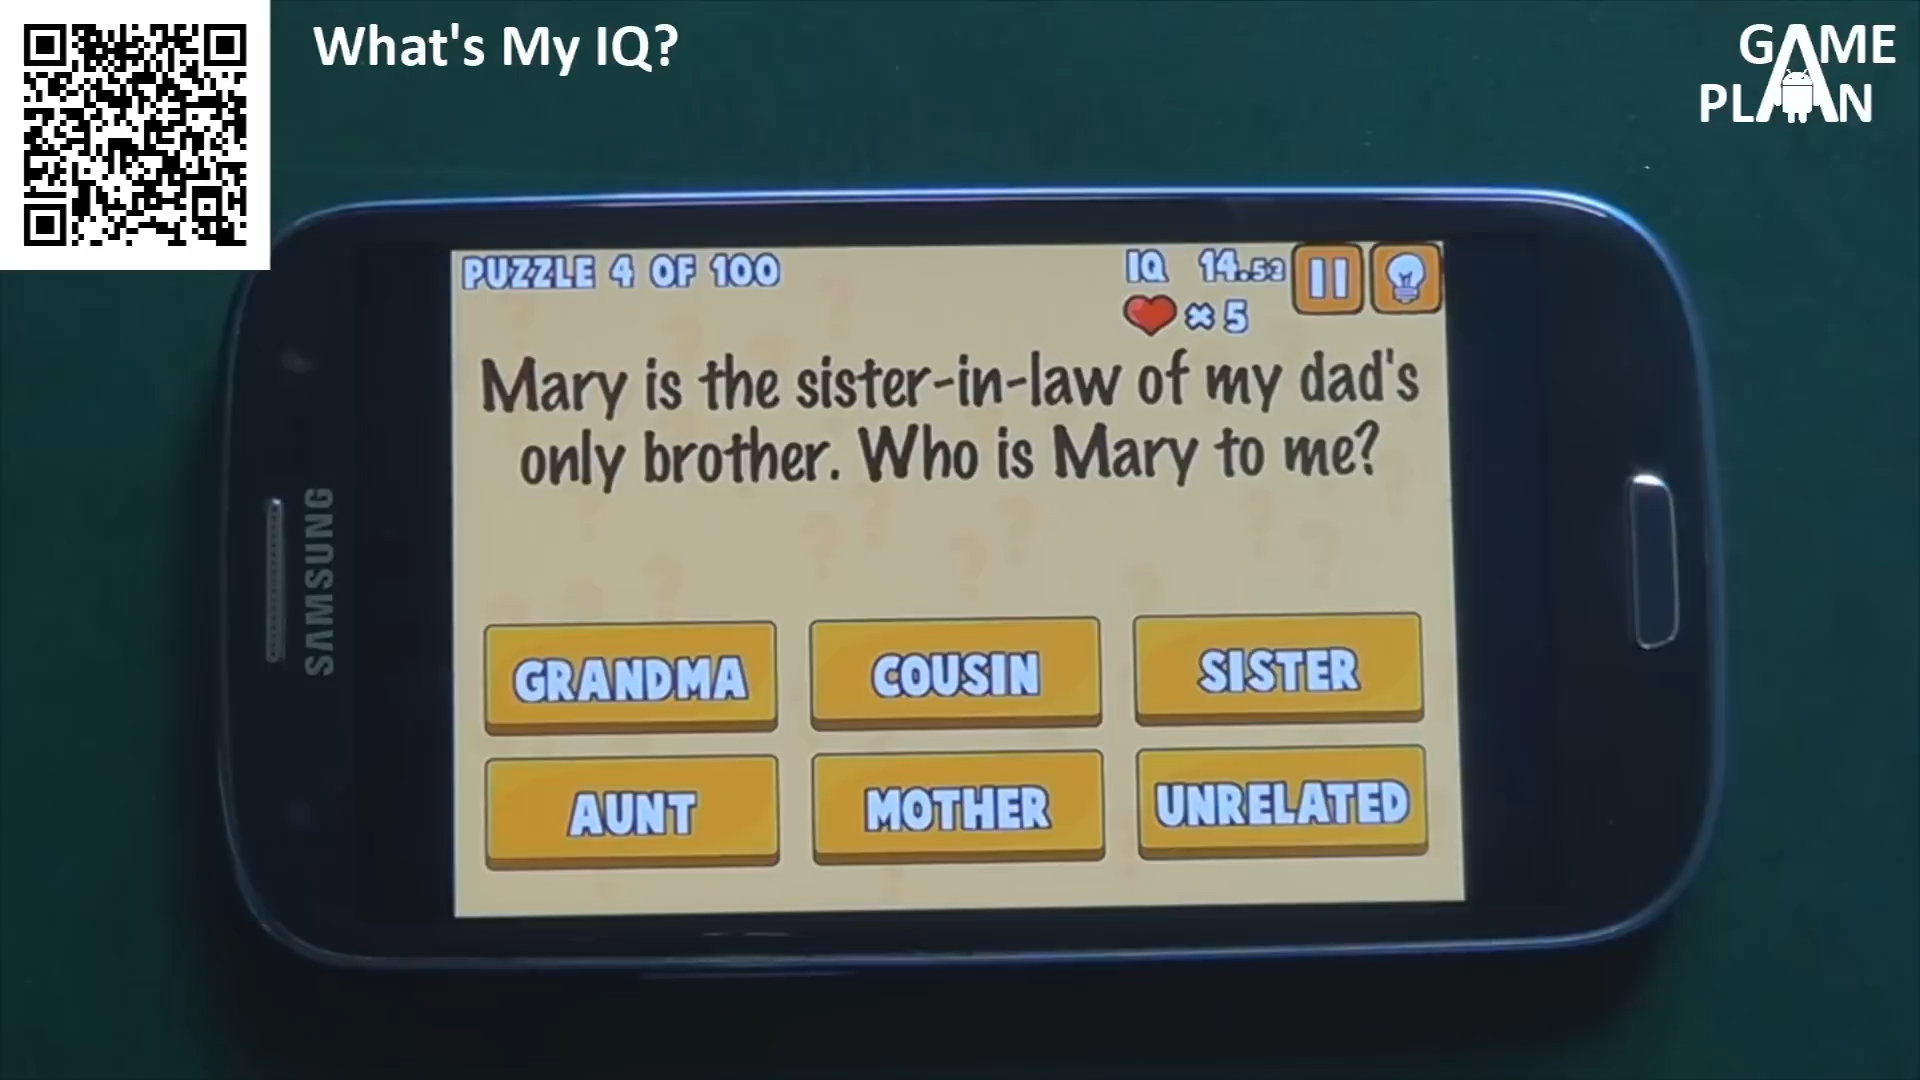 What's My IQ?
GAME
PLAN
PUZZLE 4 OF 100
IQ 14.52
× 5
Mary is the sister-in-law of my dad's
only brother. Who is Mary to me?
GRANDMA
COUSIN
SISTER
AUNT
MOTHER
UNRELATED
SAMSUNG